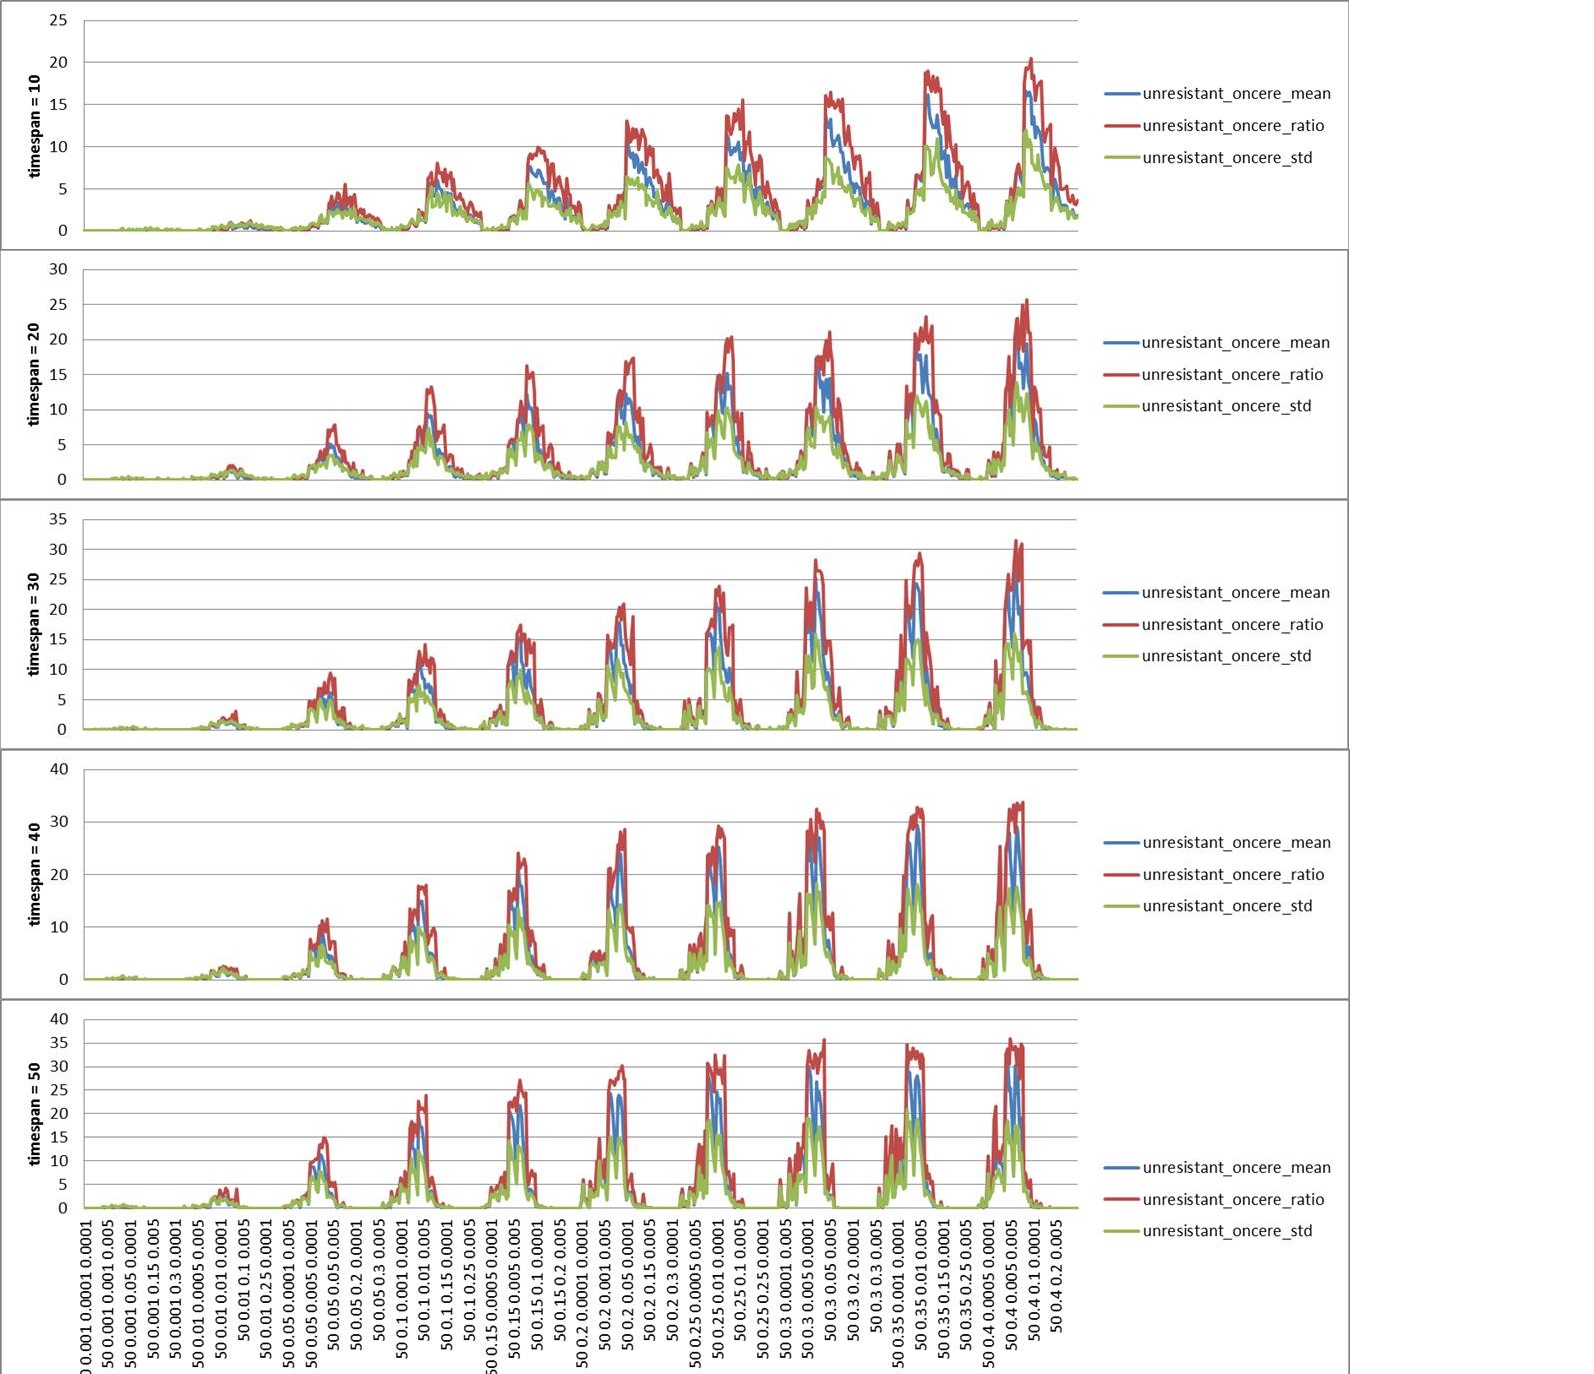 25
20
15
10
5
0
timespan = 10
unresistant_oncere_mean
unresistant_oncere_ratio
unresistant_oncere_std
30
25
20
15
10
5
0
timespan = 20
unresistant_oncere_mean
unresistant_oncere_ratio
unresistant_oncere_std
35
30
25
20
15
10
5
0
timespan = 30
unresistant_oncere_mean
unresistant_oncere_ratio
unresistant_oncere_std
40
30
20
10
0
timespan = 40
unresistant_oncere_mean
unresistant_oncere_ratio
unresistant_oncere_std
40
35
30
25
20
15
10
5
0
timespan = 50
unresistant_oncere_mean
unresistant_oncere_ratio
unresistant_oncere_std
0.001 0.0001 0.0001
50 0.001 0.001 0.005
50 0.001 0.05 0.0001
50 0.001 0.15 0.005
50 0.001 0.3 0.0001
50 0.01 0.0005 0.005
50 0.01 0.01 0.0001
50 0.01 0.1 0.005
50 0.01 0.25 0.0001
50 0.05 0.0001 0.005
50 0.05 0.005 0.0001
50 0.05 0.05 0.005
50 0.05 0.2 0.0001
50 0.05 0.3 0.005
50 0.1 0.001 0.0001
50 0.1 0.01 0.005
50 0.1 0.15 0.0001
50 0.1 0.25 0.005
50 0.15 0.0005 0.0001
50 0.15 0.005 0.005
50 0.15 0.1 0.0001
50 0.15 0.2 0.005
50 0.2 0.0001 0.0001
50 0.2 0.001 0.005
50 0.2 0.05 0.0001
50 0.2 0.15 0.005
50 0.2 0.3 0.0001
50 0.25 0.0005 0.005
50 0.25 0.01 0.0001
50 0.25 0.1 0.005
50 0.25 0.25 0.0001
50 0.3 0.0001 0.005
50 0.3 0.005 0.0001
50 0.3 0.05 0.005
50 0.3 0.2 0.0001
50 0.3 0.3 0.005
50 0.35 0.001 0.0001
50 0.35 0.01 0.005
50 0.35 0.15 0.0001
50 0.35 0.25 0.005
50 0.4 0.0005 0.0001
50 0.4 0.005 0.005
50 0.4 0.1 0.0001
50 0.4 0.2 0.005